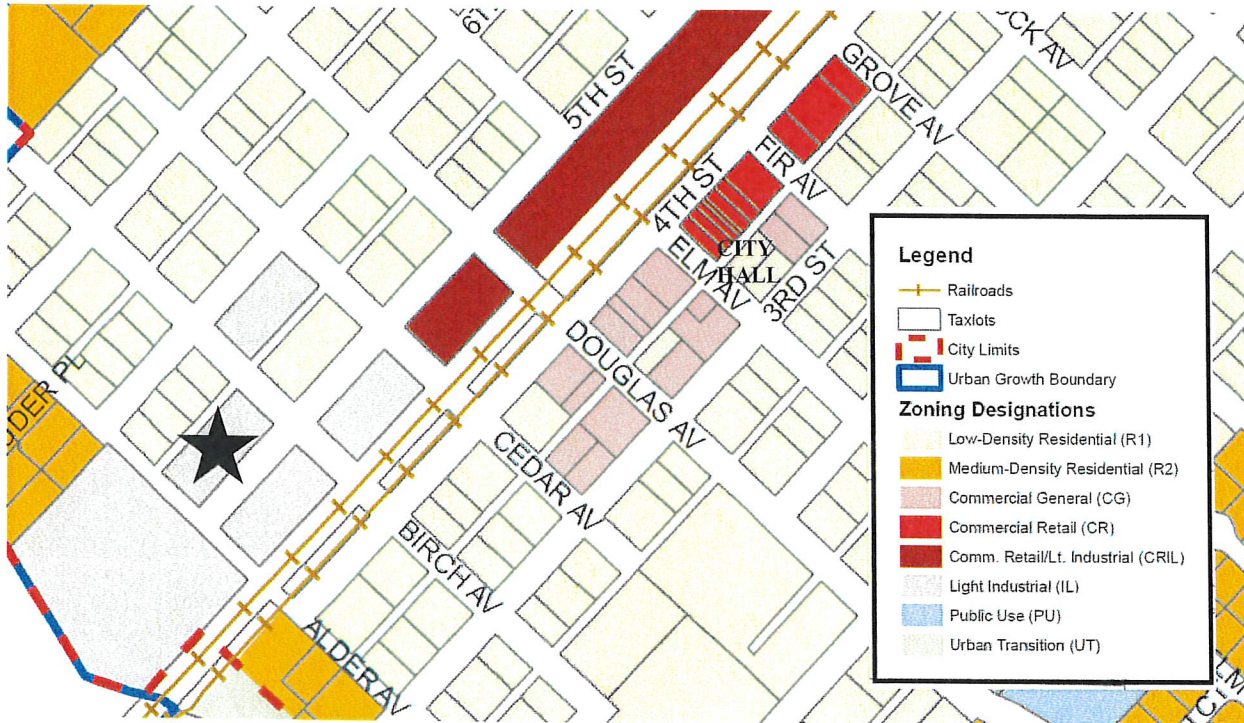 5TH ST
GROVE AV
FIR AV
4TH ST
CITY
HALL
ELM AV
3RD ST
DOUGLAS AV
CEDAR AV
BIRCH AV
ALDER AV
Legend
Railroads
Taxlots
City Limits
Urban Growth Boundary
Zoning Designations
Low-Density Residential (R1)
Medium-Density Residential (R2)
Commercial General (CG)
Commercial Retail (CR)
Comm. Retail/Lt. Industrial (CRIL)
Light Industrial (IL)
Public Use (PU)
Urban Transition (UT)